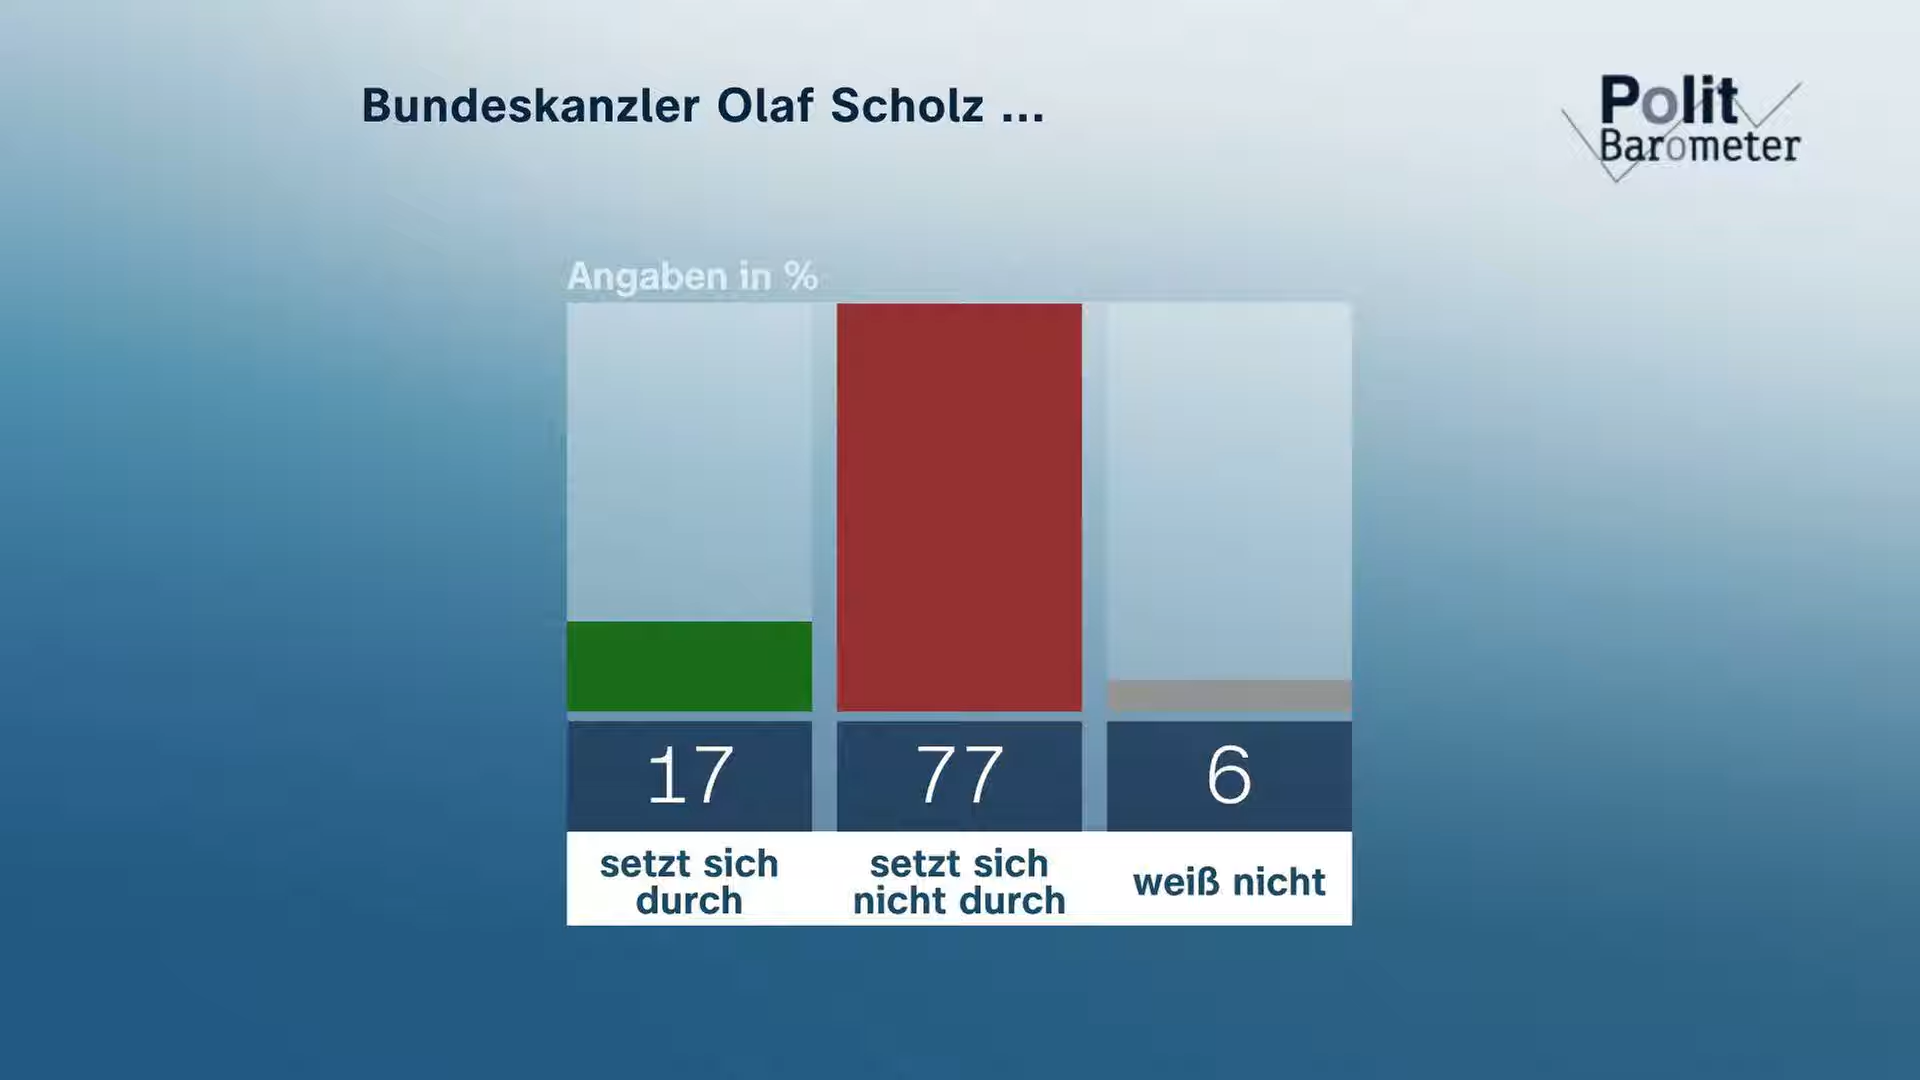 Bundeskanzler Olaf Scholz ...
Polit
Barometer
Angaben in %
17 77 6
setzt sich durch
setzt sich nicht durch
weiß nicht